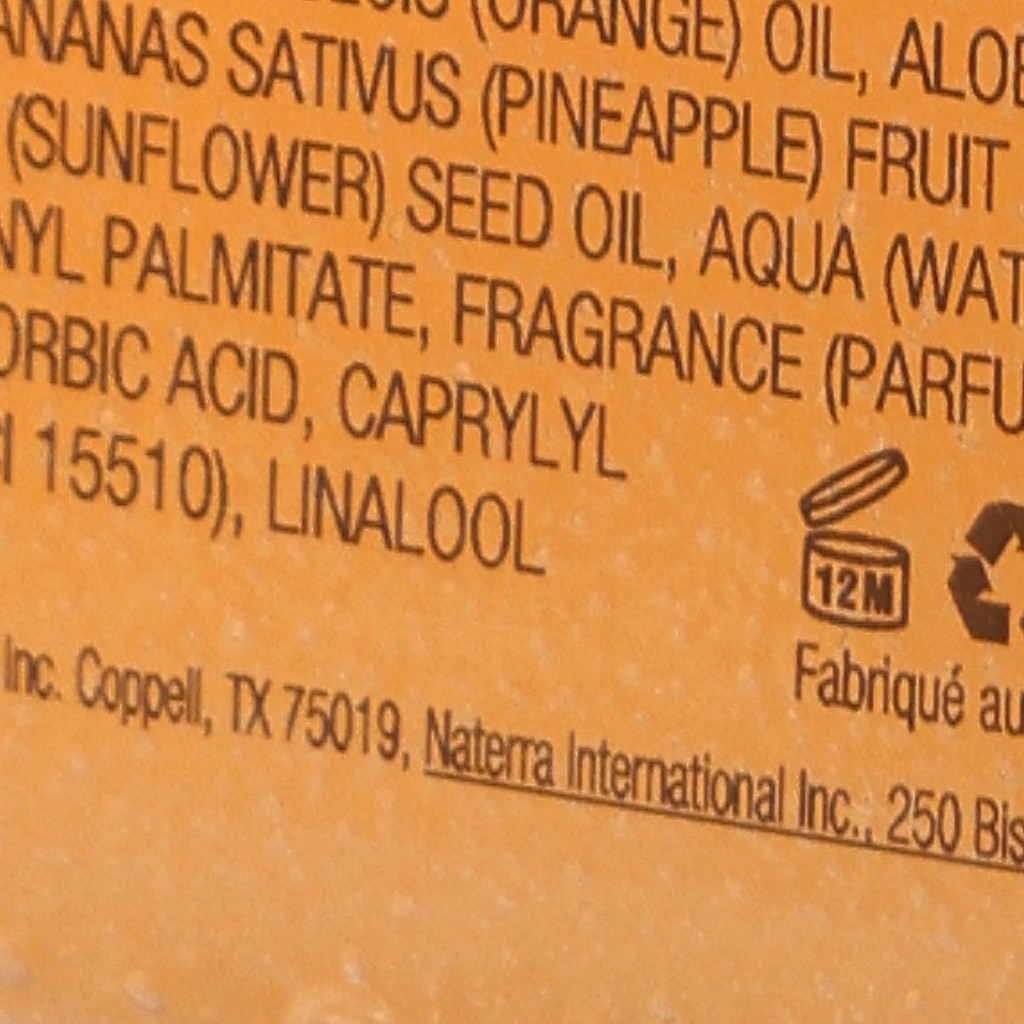 (ORANGE) OIL, ALOE
ANANAS SATIVUS (PINEAPPLE) FRUIT
(SUNFLOWER) SEED OIL, AQUA (WAT
NYL PALMITATE, FRAGRANCE (PARFU
ORBIC ACID, CAPRYLYL
CI 15510), LINALOOL
12M
Fabriqué au
Inc. Coppell, TX 75019, Naterra International Inc., 250 Bis